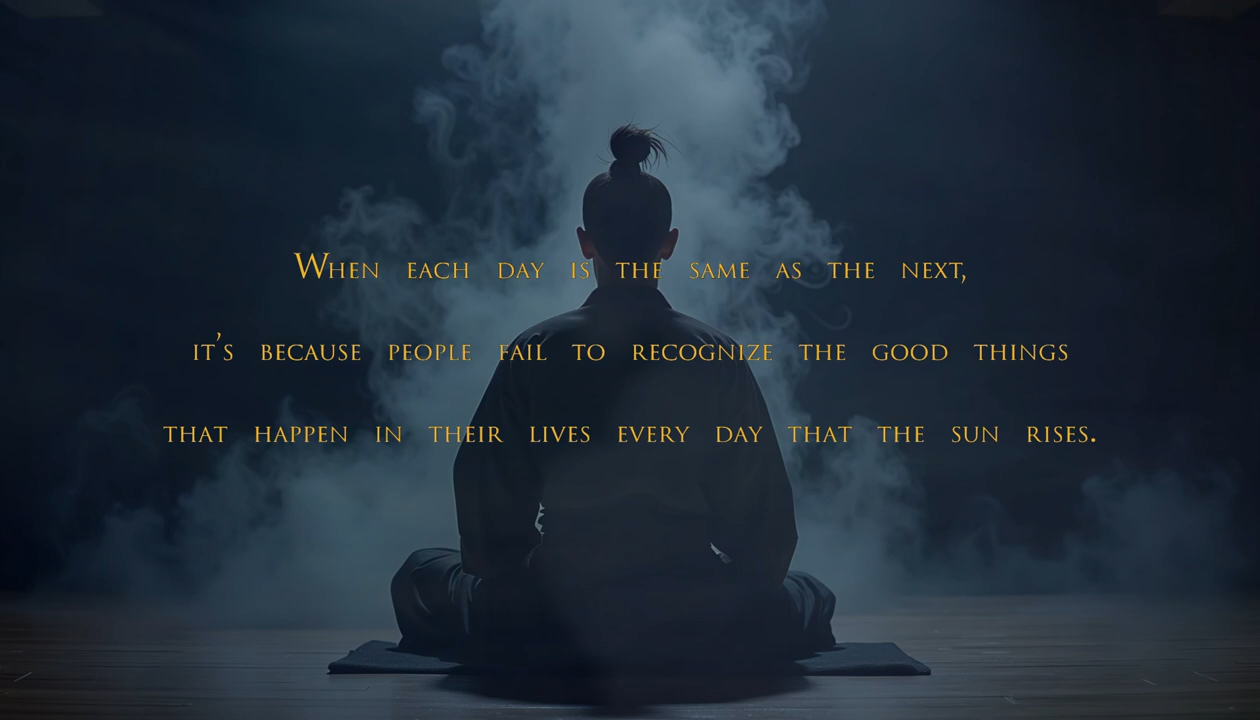 When each day is the same as the next,
it's because people fail to recognize the good things
that happen in their lives every day that the sun rises.